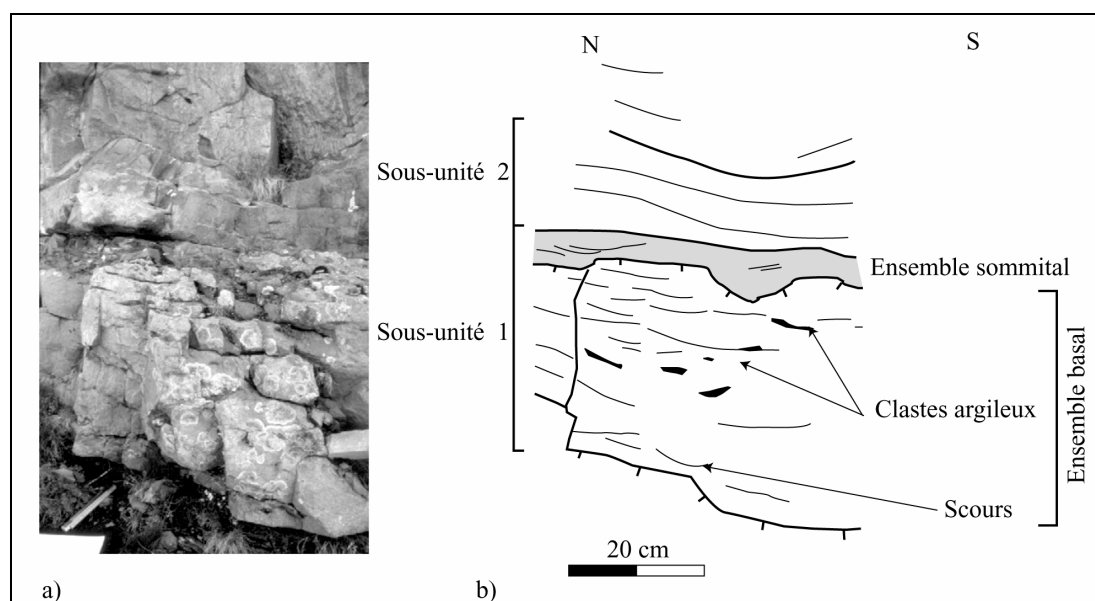 N
S
Sous-unité 2
Ensemble sommital
Sous-unité 1
Clastes argileux
Ensemble basal
Scours
20 cm
a)
b)